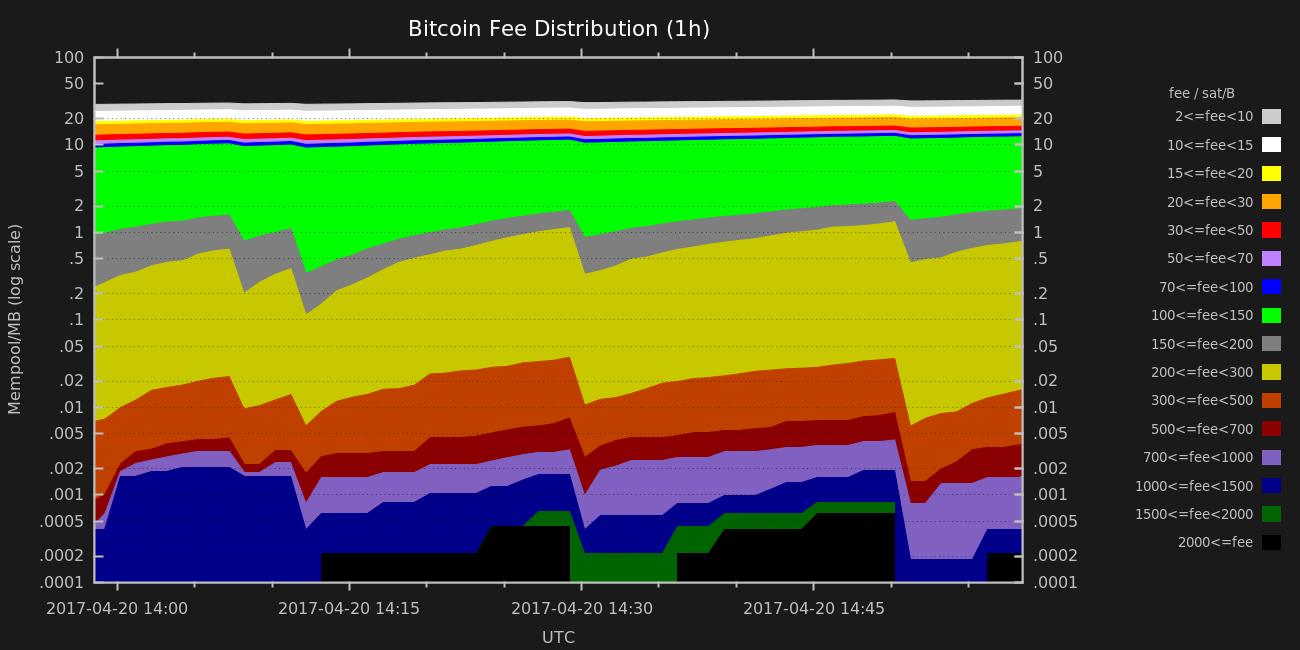 Bitcoin Fee Distribution (1h)
Mempool/MB (log scale)
100
50
20
10
5
2
1
.5
.2
.1
.05
.02
.01
.005
.002
.001
.0005
.0002
.0001
100
50
20
10
5
2
1
.5
.2
.1
.05
.02
.01
.005
.002
.001
.0005
.0002
.0001
fee / sat/B
2<=fee<10
10<=fee<15
15<=fee<20
20<=fee<30
30<=fee<50
50<=fee<70
70<=fee<100
100<=fee<150
150<=fee<200
200<=fee<300
300<=fee<500
500<=fee<700
700<=fee<1000
1000<=fee<1500
1500<=fee<2000
2000<=fee
2017-04-20 14:00 2017-04-20 14:15 2017-04-20 14:30 2017-04-20 14:45
UTC